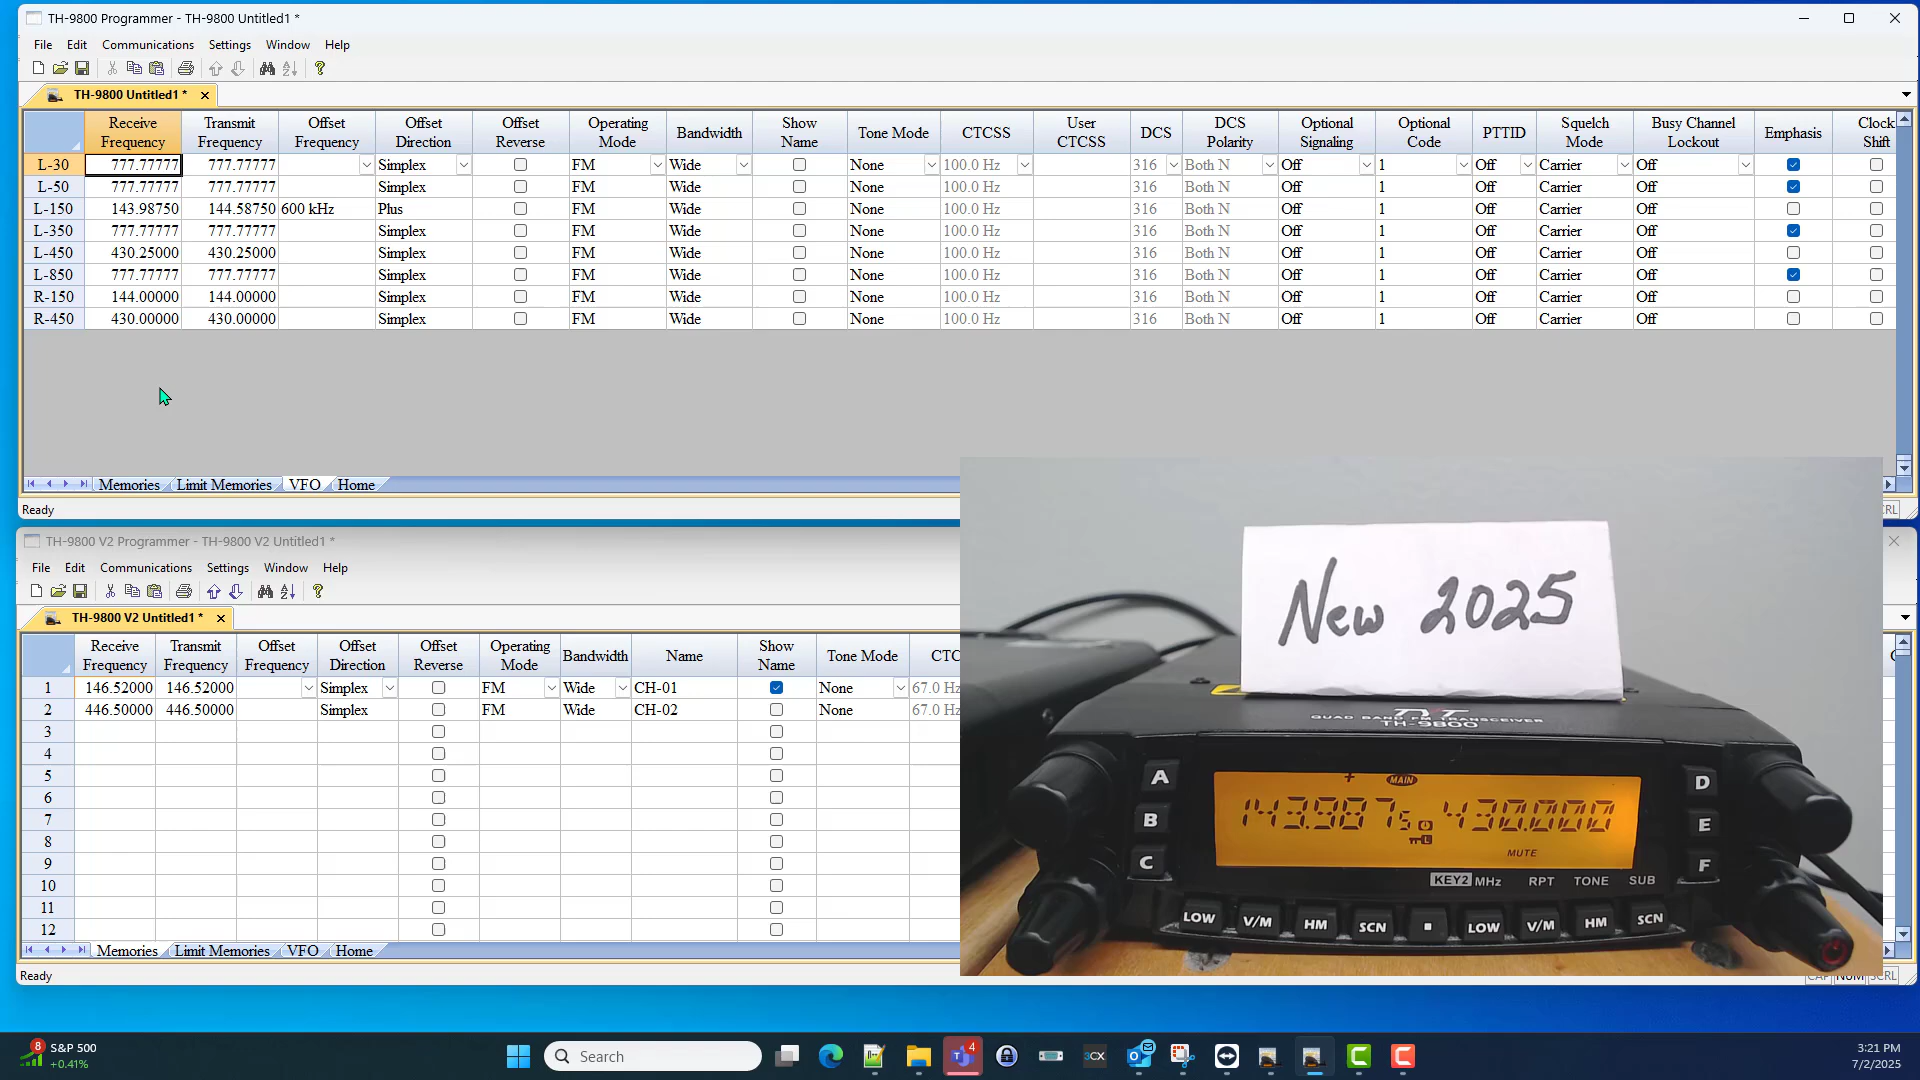 TH-9800 Programmer - TH-9800 Untitled1 *
File Edit Communications Settings Window Help
TH-9800 Untitled1 *
Receive Frequency Transmit Frequency Offset Frequency Offset Direction Offset Reverse Operating Mode Bandwidth Show Name Tone Mode CTCSS User CTCSS DCS DCS Polarity Optional Signaling Optional Code PTTID Squelch Mode Busy Channel Lockout Emphasis Clock Shift
L-30 777.77777 777.77777 Simplex FM Wide None 100.0 Hz 316 Both N Off 1 Off Carrier Off
L-50 777.77777 777.77777 Simplex FM Wide None 100.0 Hz 316 Both N Off 1 Off Carrier Off
L-150 143.98750 144.58750 600 kHz Plus FM Wide None 100.0 Hz 316 Both N Off 1 Off Carrier Off
L-350 777.77777 777.77777 Simplex FM Wide None 100.0 Hz 316 Both N Off 1 Off Carrier Off
L-450 430.25000 430.25000 Simplex FM Wide None 100.0 Hz 316 Both N Off 1 Off Carrier Off
L-850 777.77777 777.77777 Simplex FM Wide None 100.0 Hz 316 Both N Off 1 Off Carrier Off
R-150 144.00000 144.00000 Simplex FM Wide None 100.0 Hz 316 Both N Off 1 Off Carrier Off
R-450 430.00000 430.00000 Simplex FM Wide None 100.0 Hz 316 Both N Off 1 Off Carrier Off
Memories Limit Memories VFO Home
Ready
TH-9800 V2 Programmer - TH-9800 V2 Untitled1 *
File Edit Communications Settings Window Help
TH-9800 V2 Untitled1 *
Receive Frequency Transmit Frequency Offset Frequency Offset Direction Offset Reverse Operating Mode Bandwidth Name Show Name Tone Mode CTC
1 146.52000 146.52000 Simplex FM Wide CH-01 None 67.0 Hz
2 446.50000 446.50000 Simplex FM Wide CH-02 None 67.0 Hz
3
4
5
6
7
8
9
10
11
12
Memories Limit Memories VFO Home
Ready
CAP NUM SCRL
New 2025
TYT
QUAD BAND FM TRANSCEIVER
TH-9800
A D
+ MAIN
143.9875 430.000
B E
MUTE
C F
KEY2 MHz RPT TONE SUB
LOW V/M HM SCN LOW V/M HM SCN
8 S&P 500
+0.41%
Search
4
3CX
3:21 PM
7/2/2025